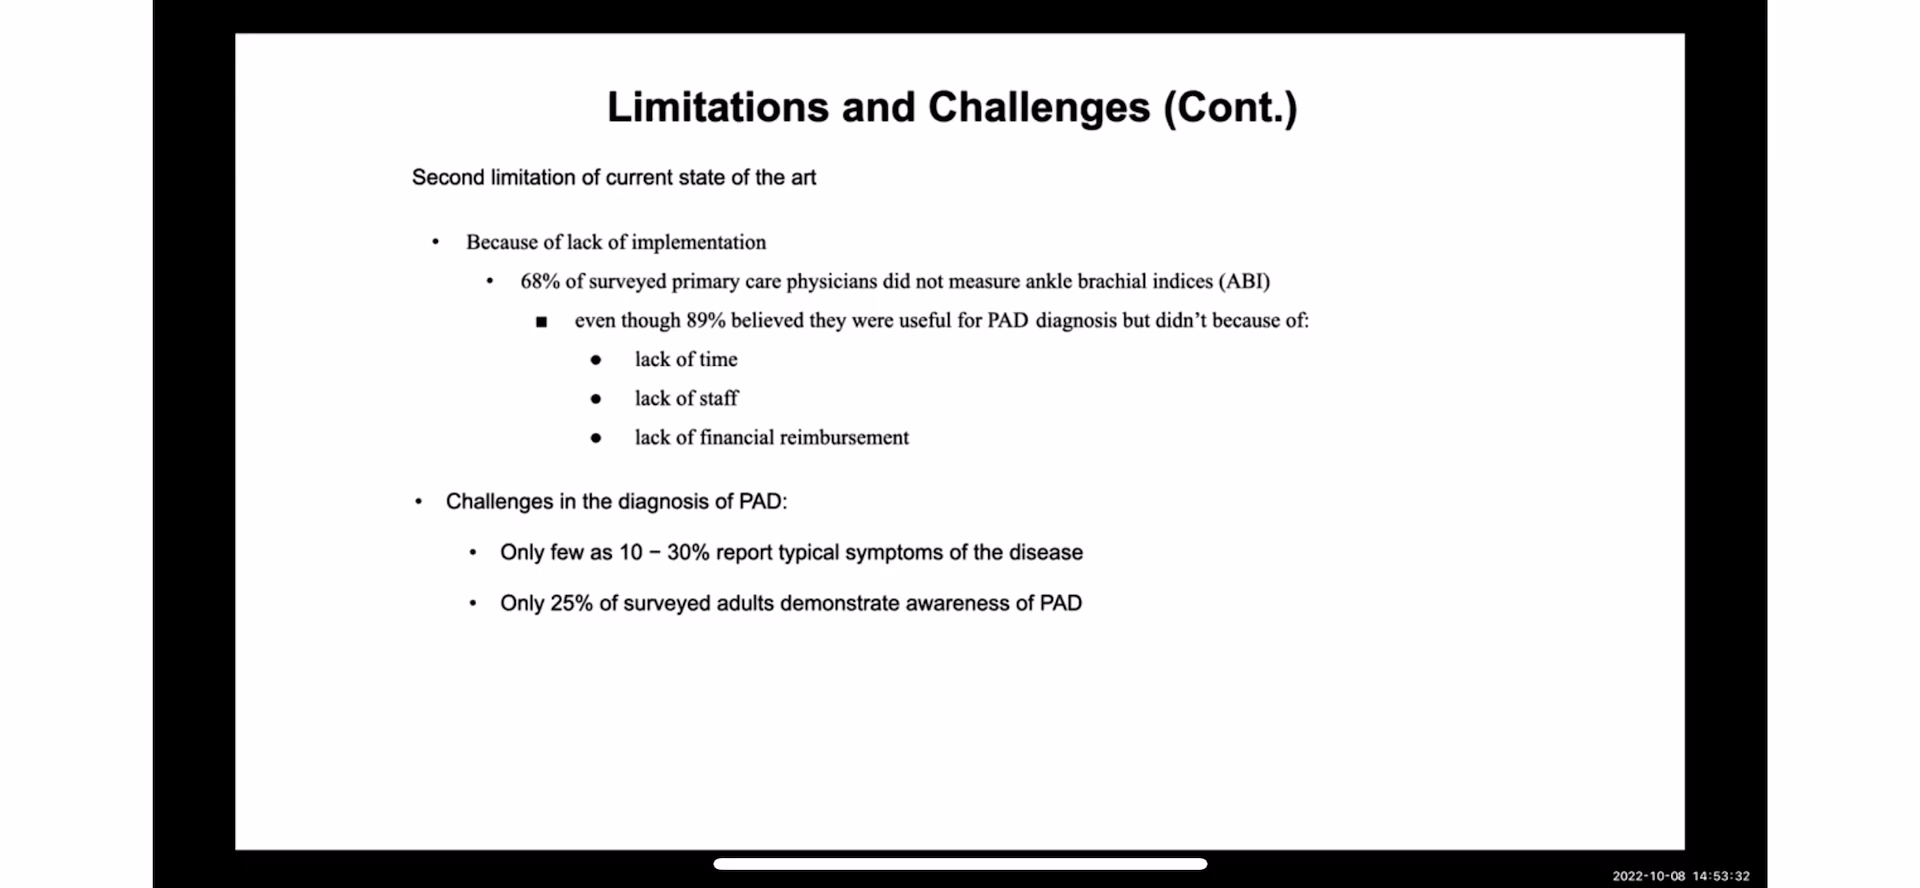 Limitations and Challenges (Cont.)
Second limitation of current state of the art
• Because of lack of implementation
• 68% of surveyed primary care physicians did not measure ankle brachial indices (ABI)
■ even though 89% believed they were useful for PAD diagnosis but didn’t because of:
● lack of time
● lack of staff
● lack of financial reimbursement
• Challenges in the diagnosis of PAD:
• Only few as 10 − 30% report typical symptoms of the disease
• Only 25% of surveyed adults demonstrate awareness of PAD
2022-10-08 14:53:32